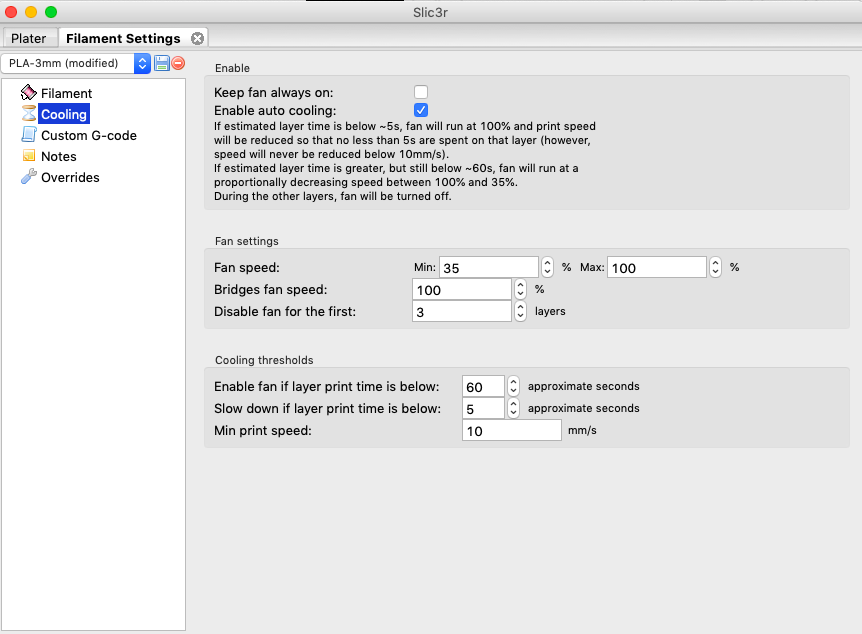 Slic3r
Plater
Filament Settings
PLA-3mm (modified)
Filament
Cooling
Custom G-code
Notes
Overrides
Enable
Keep fan always on:
Enable auto cooling:
If estimated layer time is below ~5s, fan will run at 100% and print speed
will be reduced so that no less than 5s are spent on that layer (however,
speed will never be reduced below 10mm/s).
If estimated layer time is greater, but still below ~60s, fan will run at a
proportionally decreasing speed between 100% and 35%.
During the other layers, fan will be turned off.
Fan settings
Fan speed: Min: 35 % Max: 100 %
Bridges fan speed: 100 %
Disable fan for the first: 3 layers
Cooling thresholds
Enable fan if layer print time is below: 60 approximate seconds
Slow down if layer print time is below: 5 approximate seconds
Min print speed: 10 mm/s